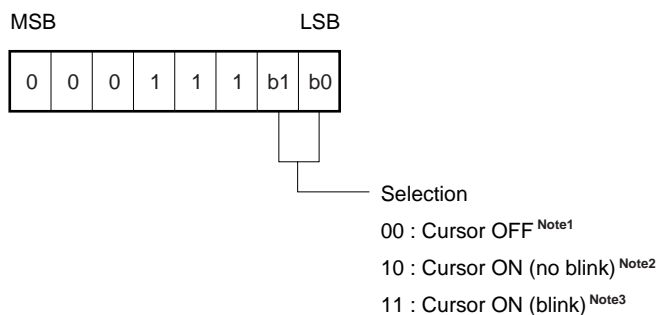 MSB LSB
0 0 0 1 1 1 b1 b0
Selection
00 : Cursor OFF Note1
10 : Cursor ON (no blink) Note2
11 : Cursor ON (blink) Note3